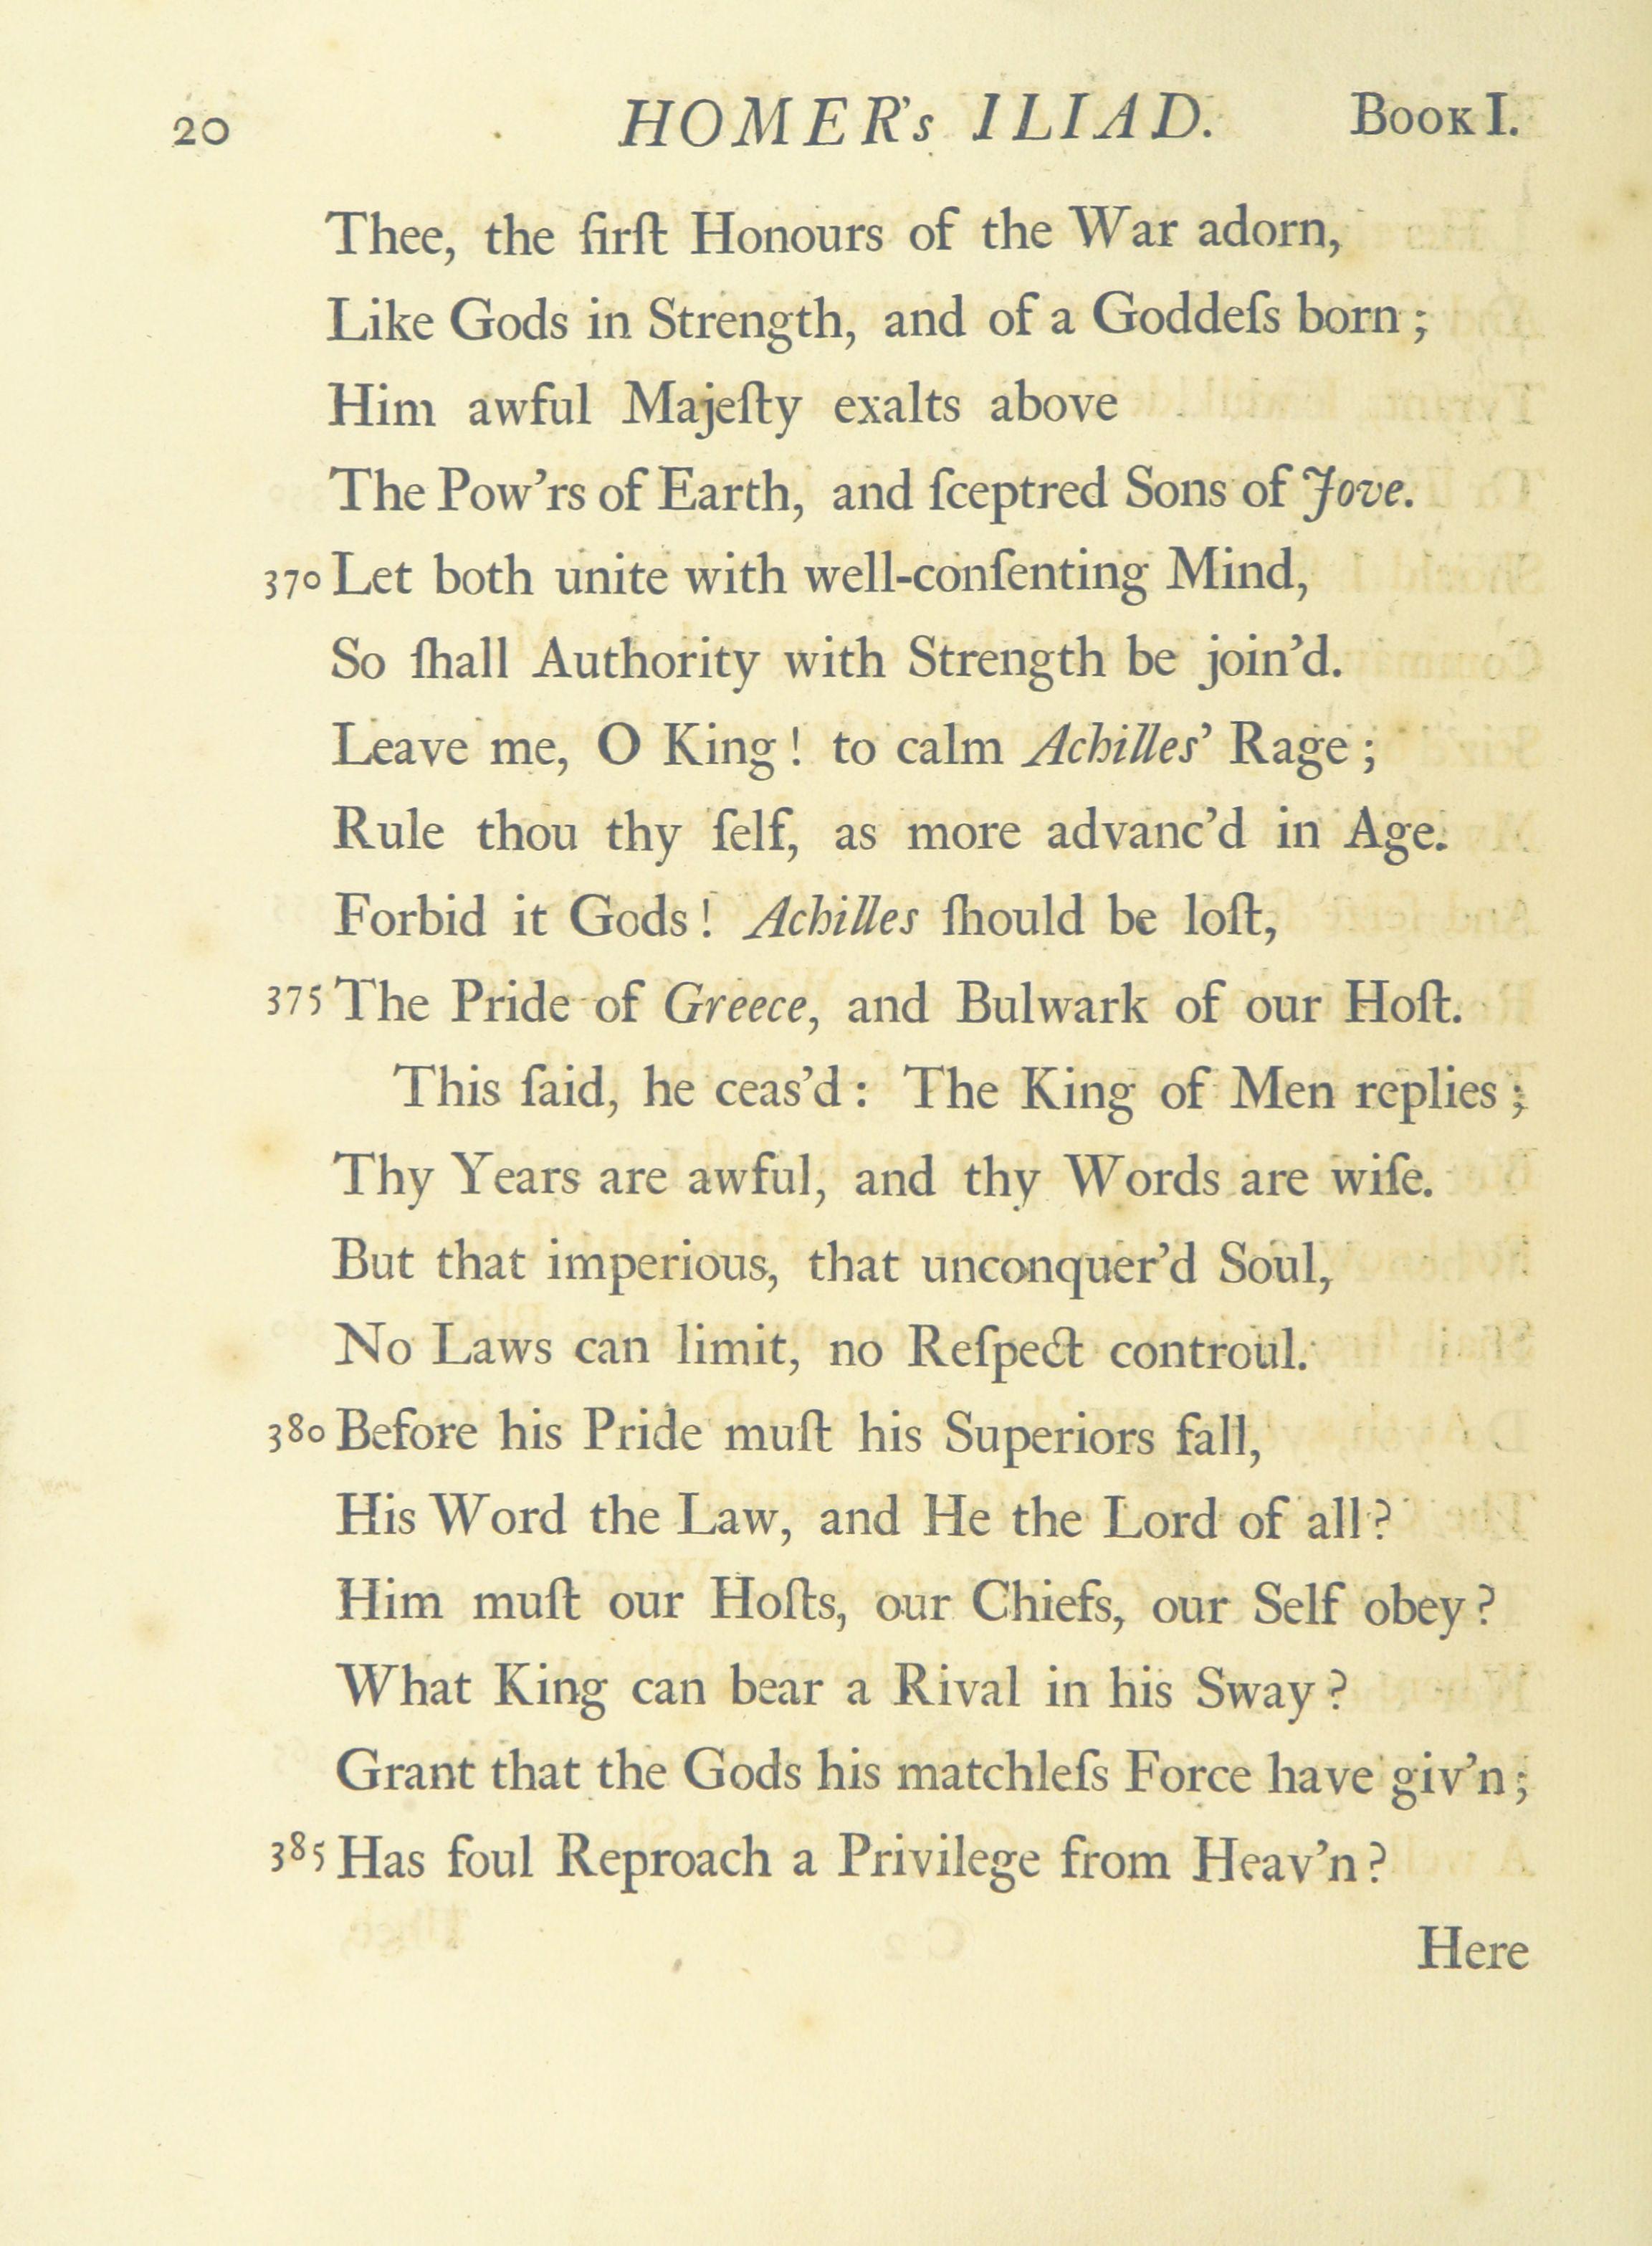 20 HOMER's ILIAD. BOOK I.
Thee, the firſt Honours of the War adorn,
Like Gods in Strength, and of a Goddeſs born;
Him awful Majeſty exalts above
The Pow'rs of Earth, and ſceptred Sons of Jove.
370 Let both unite with well-conſenting Mind,
So ſhall Authority with Strength be join'd.
Leave me, O King! to calm Achilles' Rage;
Rule thou thy ſelf, as more advanc'd in Age.
Forbid it Gods! Achilles ſhould be loſt,
375 The Pride of Greece, and Bulwark of our Hoſt.
This ſaid, he ceas'd: The King of Men replies;
Thy Years are awful, and thy Words are wiſe.
But that imperious, that unconquer'd Soul,
No Laws can limit, no Reſpect controul.
380 Before his Pride muſt his Superiors fall,
His Word the Law, and He the Lord of all?
Him muſt our Hoſts, our Chiefs, our Self obey?
What King can bear a Rival in his Sway?
Grant that the Gods his matchleſs Force have giv'n;
385 Has foul Reproach a Privilege from Heav'n?
Here